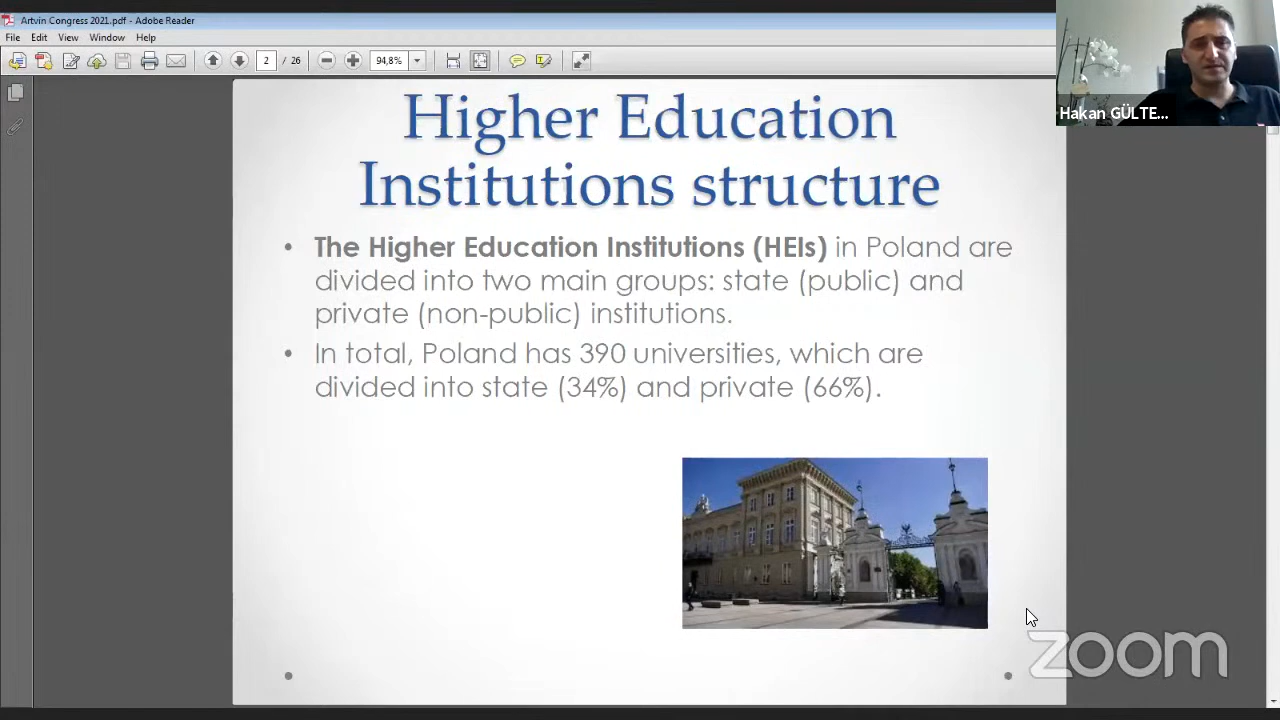 Artvin Congress 2021.pdf - Adobe Reader
File Edit View Window Help
2 / 26 94,8%
Hakan GÜLTE...
Higher Education
Institutions structure
• The Higher Education Institutions (HEIs) in Poland are
divided into two main groups: state (public) and
private (non-public) institutions.
• In total, Poland has 390 universities, which are
divided into state (34%) and private (66%).
zoom